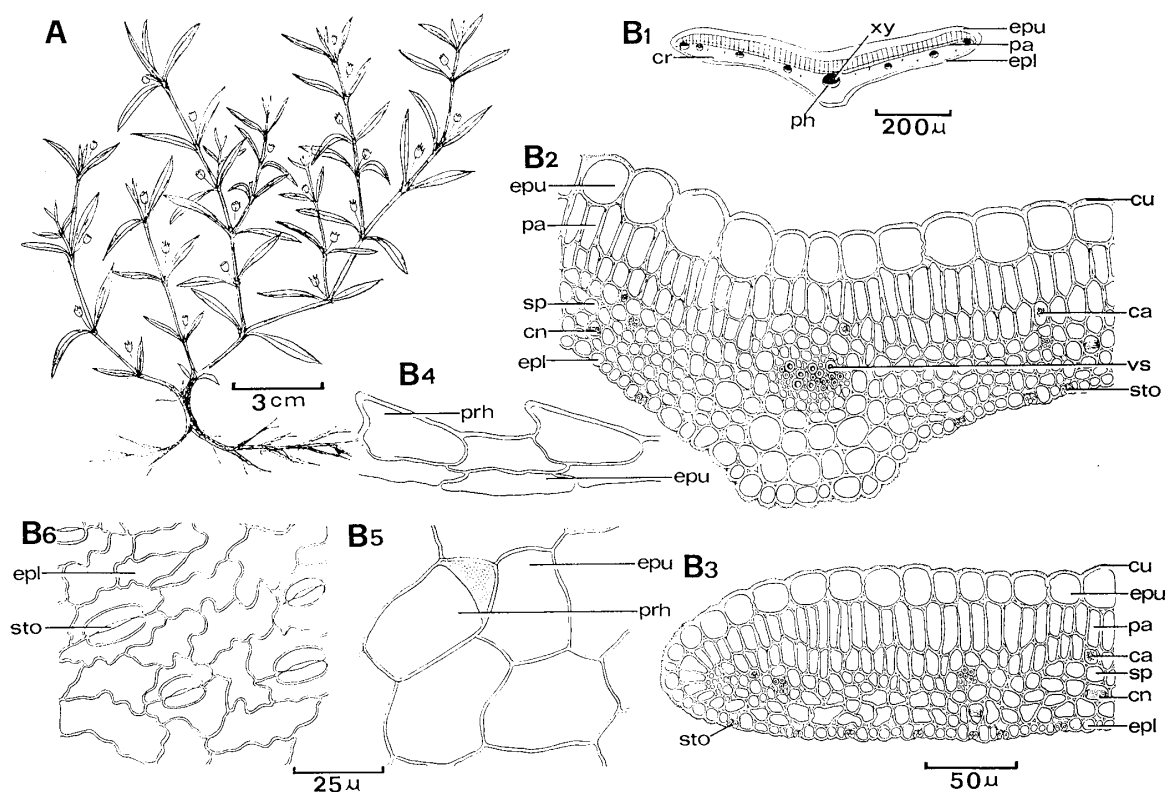 A
3 cm
B1
xy
epu
pa
epl
cr
ph
200μ
B2
epu
pa
sp
cn
epl
cu
ca
vs
sto
B4
prh
epu
B6
epl
sto
B5
epu
prh
25μ
B3
cu
epu
pa
ca
sp
cn
epl
sto
50μ